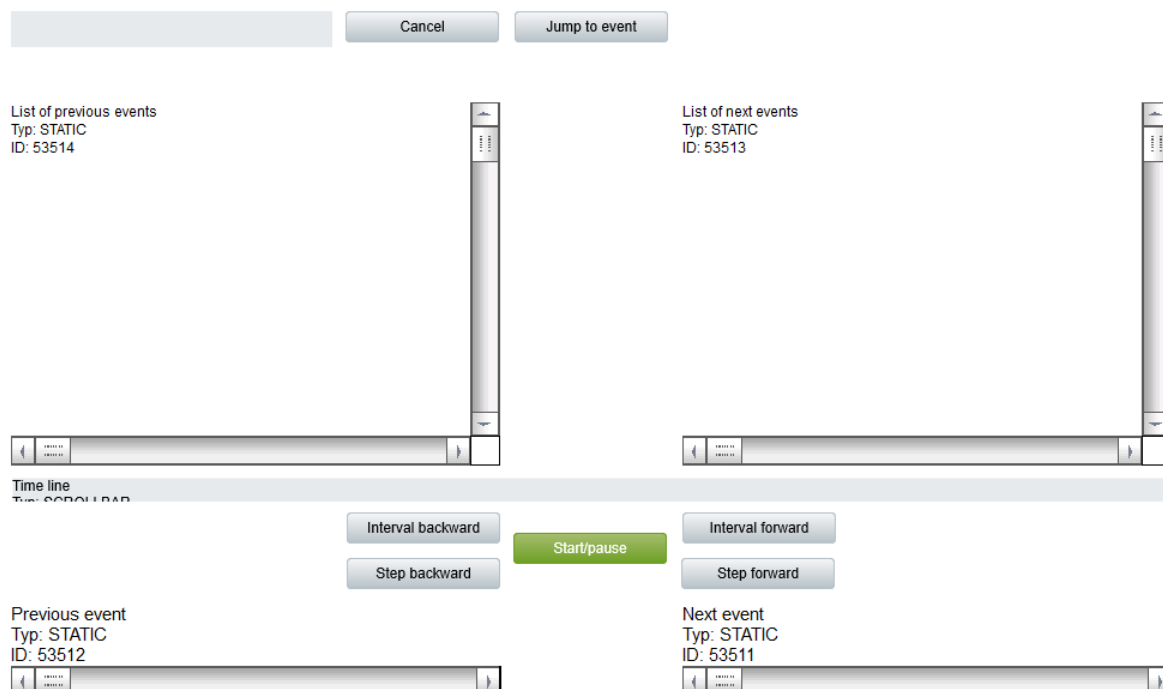 Cancel
Jump to event
List of previous events
Typ: STATIC
ID: 53514
List of next events
Typ: STATIC
ID: 53513
Time line
Typ: SCROLLBAR
Interval backward
Interval forward
Start/pause
Step backward
Step forward
Previous event
Typ: STATIC
ID: 53512
Next event
Typ: STATIC
ID: 53511